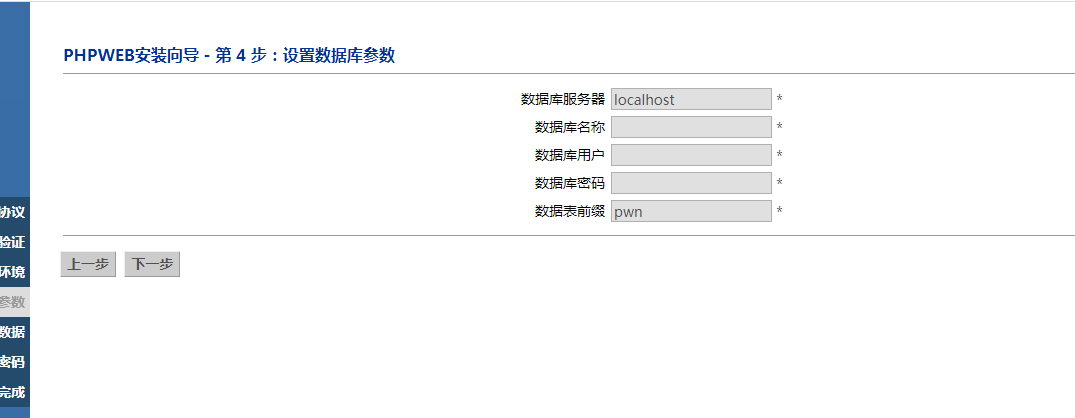 PHPWEB安装向导 - 第 4 步：设置数据库参数
数据库服务器 localhost *
数据库名称 *
数据库用户 *
数据库密码 *
数据表前缀 pwn *
上一步 下一步
协议
验证
环境
参数
数据
密码
完成